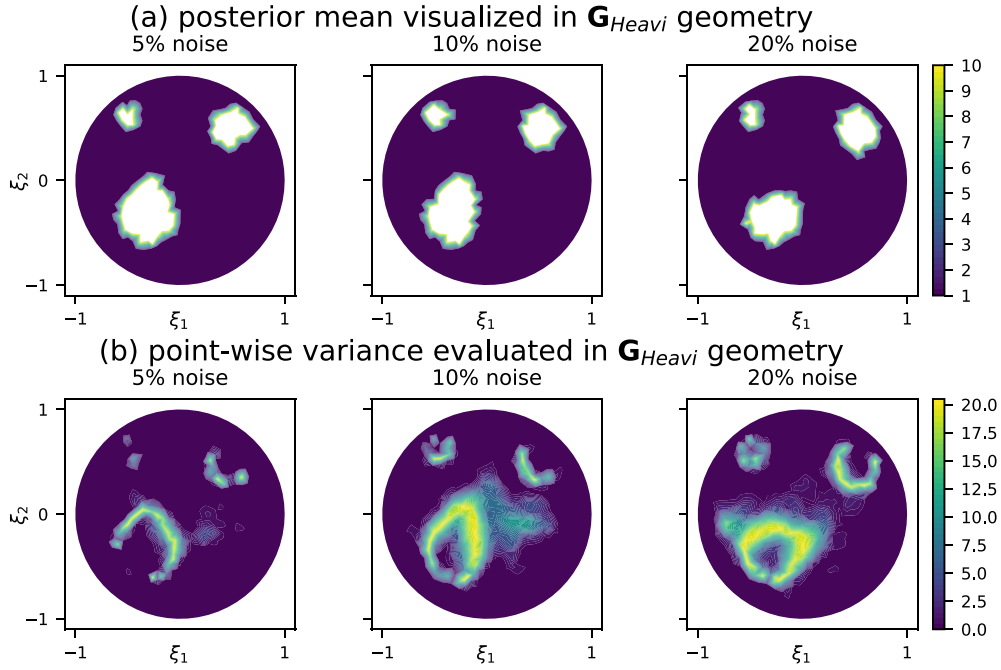 (a) posterior mean visualized in G_Heavi geometry
5% noise 10% noise 20% noise
1
0
−1
ξ2
−1 ξ1 1
−1 ξ1 1
−1 ξ1 1
10
9
8
7
6
5
4
3
2
1
(b) point-wise variance evaluated in G_Heavi geometry
5% noise 10% noise 20% noise
1
0
−1
ξ2
−1 ξ1 1
−1 ξ1 1
−1 ξ1 1
20.0
17.5
15.0
12.5
10.0
7.5
5.0
2.5
0.0